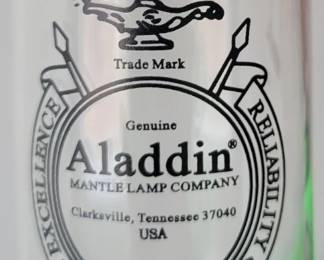 Trade Mark
EXCELLENCE
RELIABILITY
Genuine
Aladdin®
MANTLE LAMP COMPANY
Clarksville, Tennessee 37040
USA